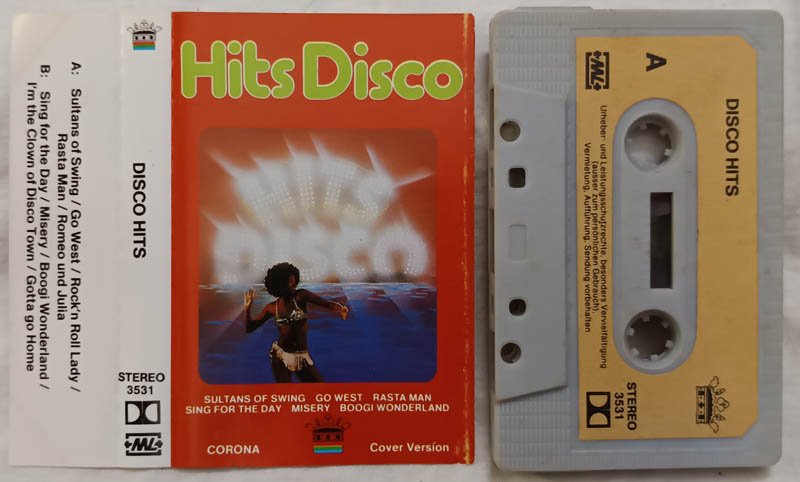 A: Sultans of Swing / Go West / Rock'n Roll Lady /
Rasta Man / Romeo und Julia
B: Sing for the Day / Misery / Boogi Wonderland /
I'm the Clown of Disco Town / Gotta go Home
DISCO HITS
STEREO
3531
ML
Hits Disco
HITS
DISCO
SULTANS OF SWING GO WEST RASTA MAN
SING FOR THE DAY MISERY BOOGI WONDERLAND
CORONA
Cover Versíon
ML
A
DISCO HITS
Urheber- und Leistungsschutzrechte, besonders Vervielfältigung
(ausser zum persönlichen Gebrauch),
Vermietung, Aufführung, Sendung vorbehalten
STEREO
3531